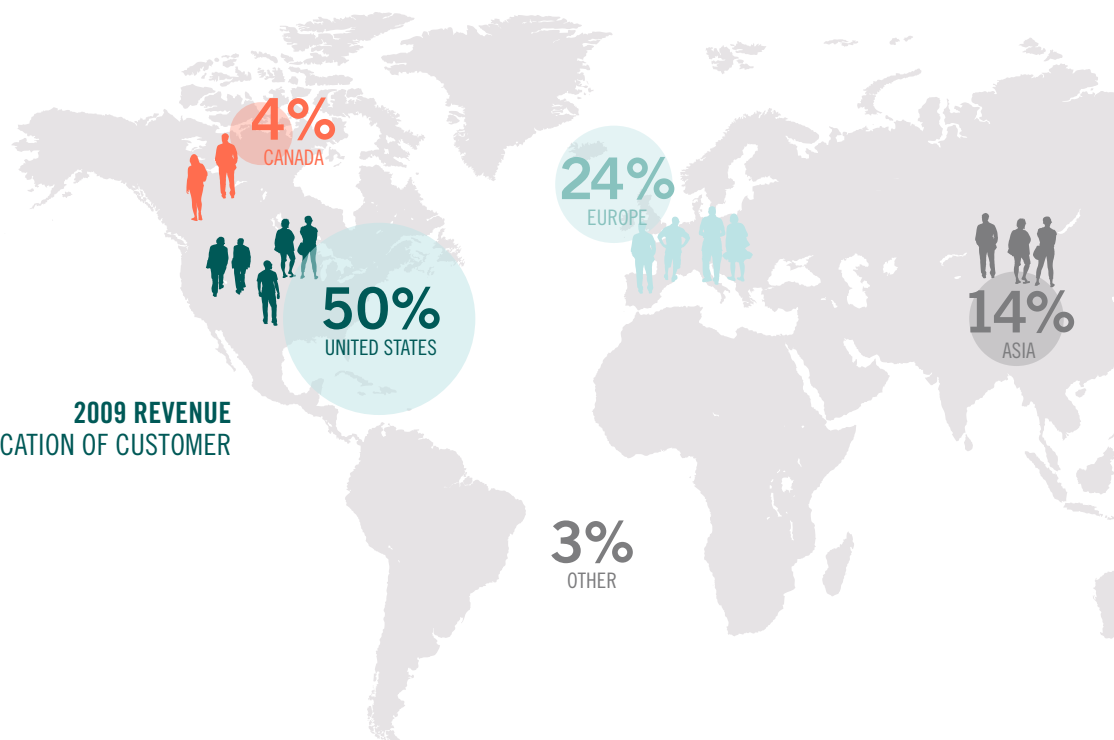 4%
CANADA
24%
EUROPE
50%
UNITED STATES
14%
ASIA
2009 REVENUE
CATION OF CUSTOMER
3%
OTHER